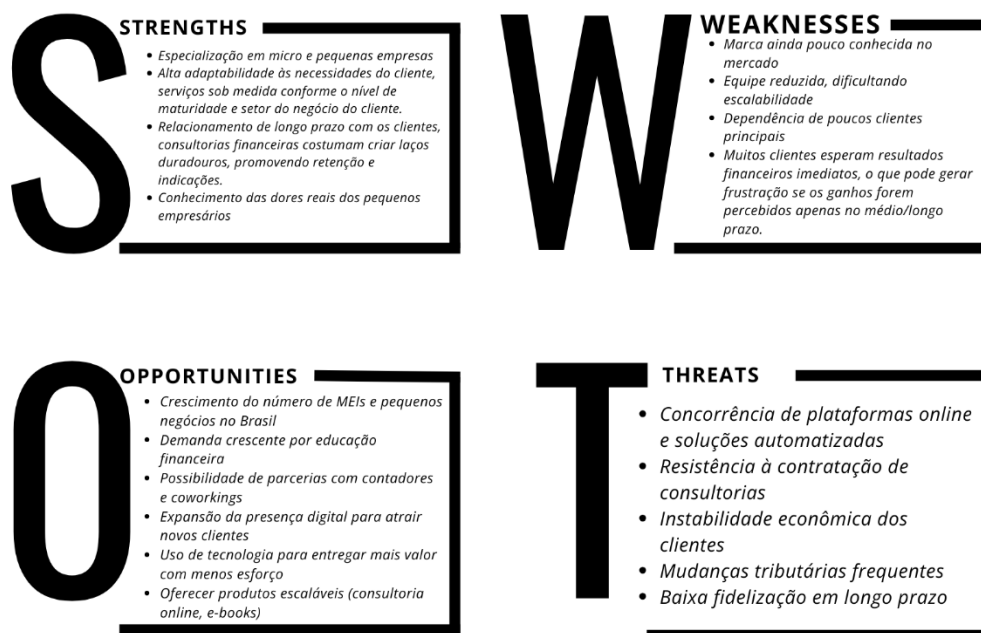 S
STRENGTHS
• Especialização em micro e pequenas empresas
• Alta adaptabilidade às necessidades do cliente,
serviços sob medida conforme o nível de
maturidade e setor do negócio do cliente.
• Relacionamento de longo prazo com os clientes,
consultorias financeiras costumam criar laços
duradouros, promovendo retenção e
indicações.
• Conhecimento das dores reais dos pequenos
empresários
W
WEAKNESSES
• Marca ainda pouco conhecida no
mercado
• Equipe reduzida, dificultando
escalabilidade
• Dependência de poucos clientes
principais
• Muitos clientes esperam resultados
financeiros imediatos, o que pode gerar
frustração se os ganhos forem
percebidos apenas no médio/longo
prazo.
O
OPPORTUNITIES
• Crescimento do número de MEIs e pequenos
negócios no Brasil
• Demanda crescente por educação
financeira
• Possibilidade de parcerias com contadores
e coworkings
• Expansão da presença digital para atrair
novos clientes
• Uso de tecnologia para entregar mais valor
com menos esforço
• Oferecer produtos escaláveis (consultoria
online, e-books)
T
THREATS
• Concorrência de plataformas online
e soluções automatizadas
• Resistência à contratação de
consultorias
• Instabilidade econômica dos
clientes
• Mudanças tributárias frequentes
• Baixa fidelização em longo prazo